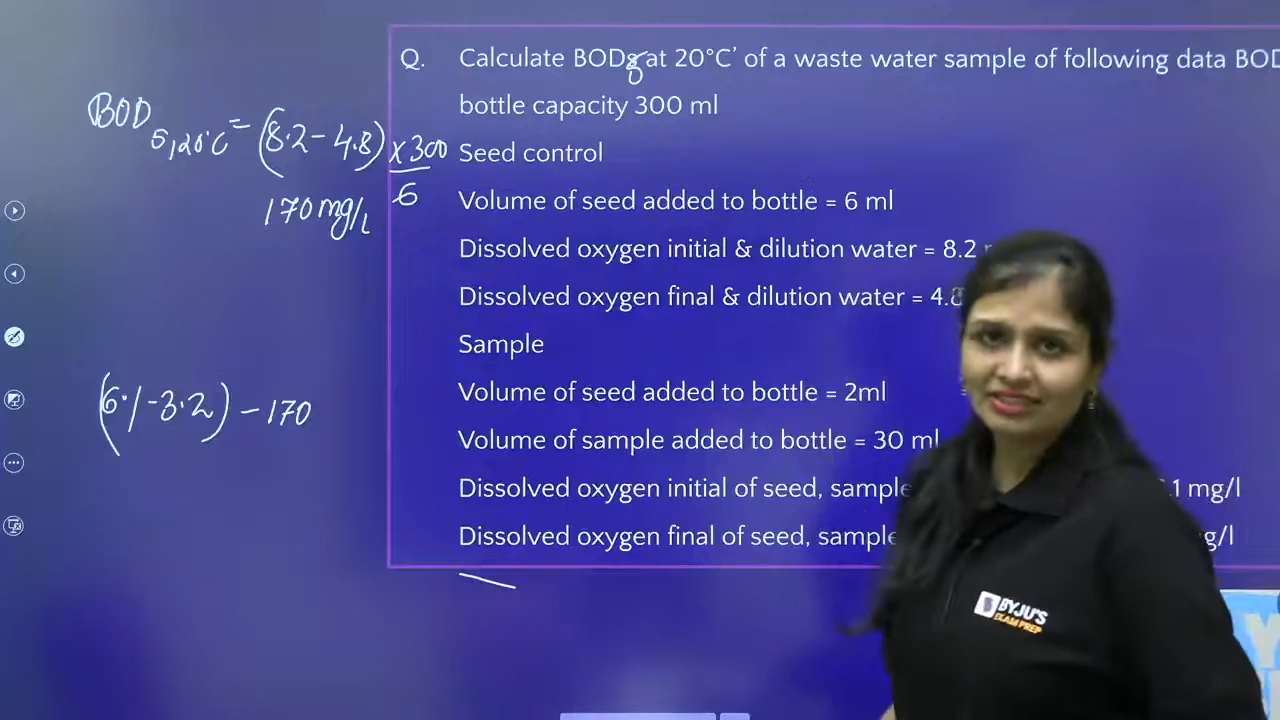 Q. Calculate BOD5 at 20°C' of a waste water sample of following data BOD
bottle capacity 300 ml
Seed control
Volume of seed added to bottle = 6 ml
Dissolved oxygen initial & dilution water = 8.2
Dissolved oxygen final & dilution water = 4.8
Sample
Volume of seed added to bottle = 2ml
Volume of sample added to bottle = 30 ml
Dissolved oxygen initial of seed, sample .1 mg/l
Dissolved oxygen final of seed, sample g/l
BOD 5,20°C = (8.2 - 4.8) x 300
6
170 mg/l
(6.1 - 3.2) - 170
BYJU'S
EXAM PREP